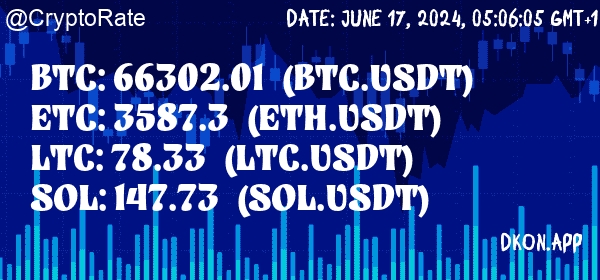 @CryptoRate
DATE: JUNE 17, 2024, 05:06:05 GMT+1
BTC: 66302.01 (BTC.USDT)
ETC: 3587.3 (ETH.USDT)
LTC: 78.33 (LTC.USDT)
SOL: 147.73 (SOL.USDT)
DKON.APP